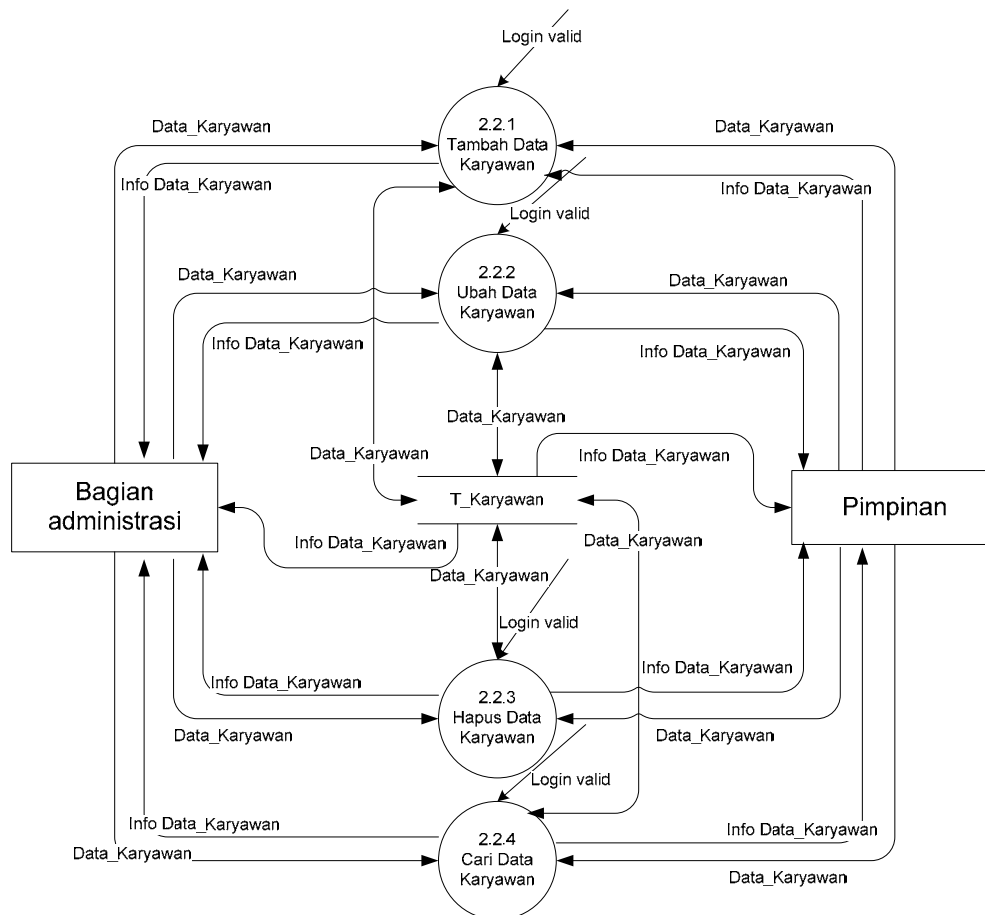 Login valid
2.2.1
Tambah Data
Karyawan
Data_Karyawan
Data_Karyawan
Info Data_Karyawan
Info Data_Karyawan
Login valid
2.2.2
Ubah Data
Karyawan
Data_Karyawan
Data_Karyawan
Info Data_Karyawan
Info Data_Karyawan
Data_Karyawan
Data_Karyawan
Info Data_Karyawan
Bagian
administrasi
T_Karyawan
Pimpinan
Info Data_Karyawan
Data_Karyawan
Data_Karyawan
Login valid
Info Data_Karyawan
Info Data_Karyawan
2.2.3
Hapus Data
Karyawan
Data_Karyawan
Data_Karyawan
Login valid
Info Data_Karyawan
Info Data_Karyawan
2.2.4
Cari Data
Karyawan
Data_Karyawan
Data_Karyawan